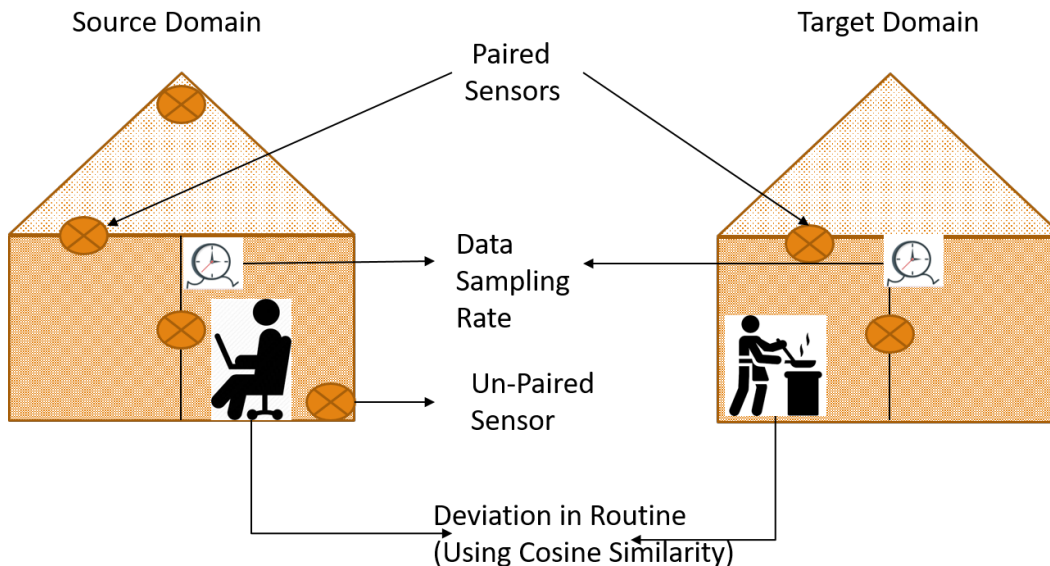 Source Domain
Target Domain
Paired
Sensors
Data
Sampling
Rate
Un-Paired
Sensor
Deviation in Routine
(Using Cosine Similarity)